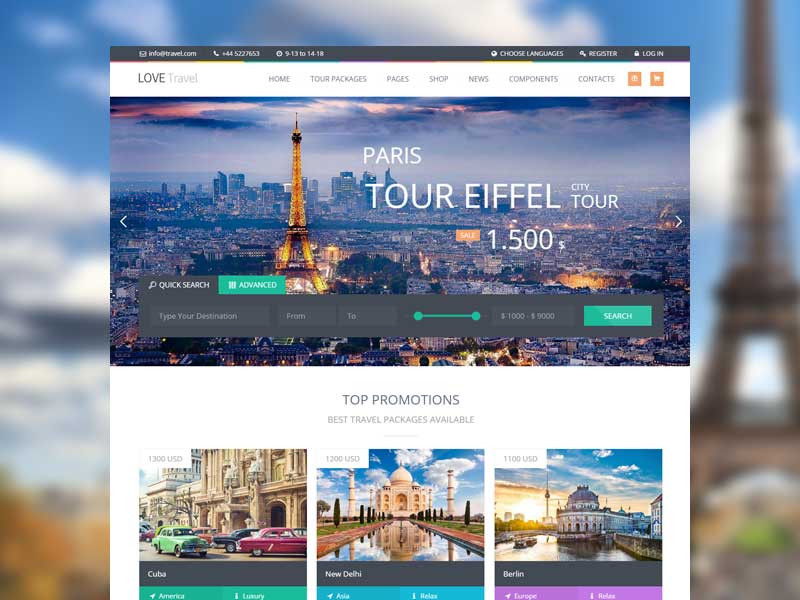 info@travel.com +44 5227653 9-13 to 14-18 CHOOSE LANGUAGES REGISTER LOG IN
LOVE Travel HOME TOUR PACKAGES PAGES SHOP NEWS COMPONENTS CONTACTS
PARIS
TOUR EIFFEL CITY TOUR
SALE 1.500 $
QUICK SEARCH ADVANCED
Type Your Destination From To $ 1000 - $ 9000 SEARCH
TOP PROMOTIONS
BEST TRAVEL PACKAGES AVAILABLE
1300 USD 1200 USD 1100 USD
Cuba New Delhi Berlin
America Luxury Asia Relax Europe Relax